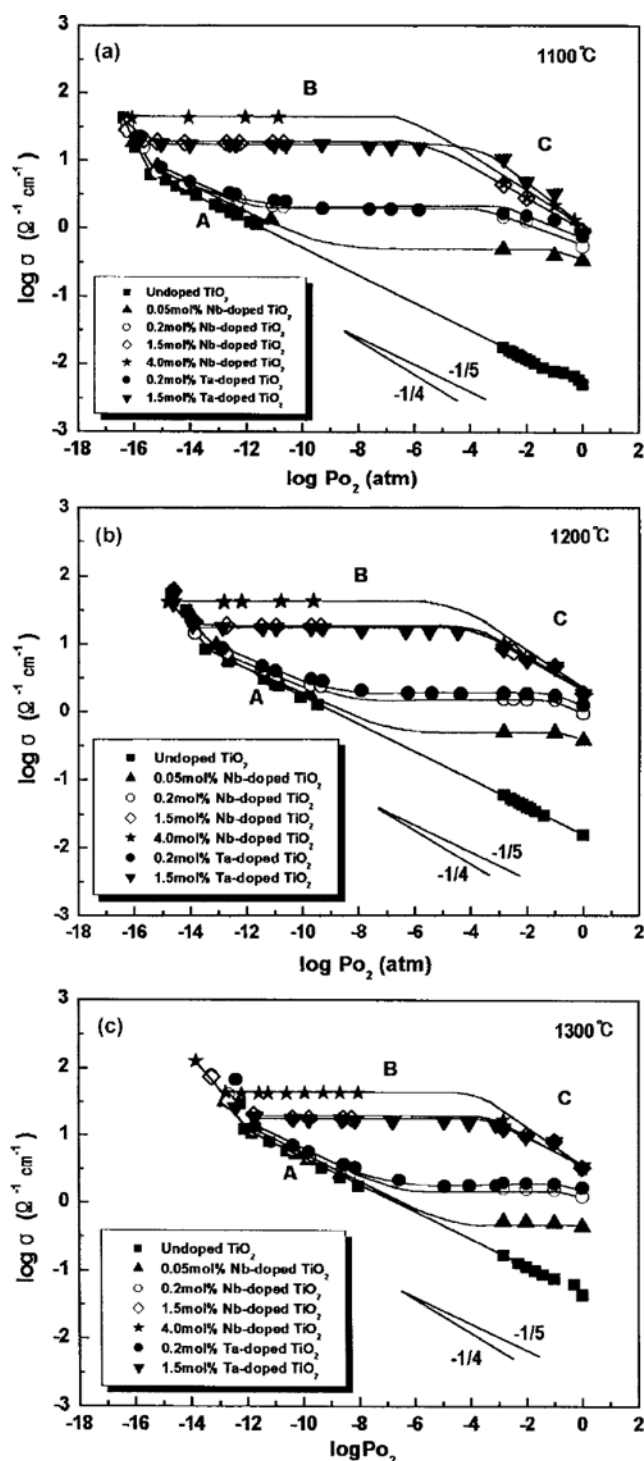 (a)
1100℃
B
C
A
-1/5
-1/4
3
2
1
0
-1
-2
-3
log σ (Ω⁻¹ cm⁻¹)
Undoped TiO₂
0.05mol% Nb-doped TiO₂
0.2mol% Nb-doped TiO₂
1.5mol% Nb-doped TiO₂
4.0mol% Nb-doped TiO₂
0.2mol% Ta-doped TiO₂
1.5mol% Ta-doped TiO₂
-18 -16 -14 -12 -10 -8 -6 -4 -2 0 2
log Po₂ (atm)
(b)
1200℃
B
C
A
-1/5
-1/4
3
2
1
0
-1
-2
-3
log σ (Ω⁻¹ cm⁻¹)
Undoped TiO₂
0.05mol% Nb-doped TiO₂
0.2mol% Nb-doped TiO₂
1.5mol% Nb-doped TiO₂
4.0mol% Nb-doped TiO₂
0.2mol% Ta-doped TiO₂
1.5mol% Ta-doped TiO₂
-18 -16 -14 -12 -10 -8 -6 -4 -2 0 2
log Po₂ (atm)
(c)
1300℃
B
C
A
-1/5
-1/4
3
2
1
0
-1
-2
-3
log σ (Ω⁻¹ cm⁻¹)
Undoped TiO₂
0.05mol% Nb-doped TiO₂
0.2mol% Nb-doped TiO₂
1.5mol% Nb-doped TiO₂
4.0mol% Nb-doped TiO₂
0.2mol% Ta-doped TiO₂
1.5mol% Ta-doped TiO₂
-18 -16 -14 -12 -10 -8 -6 -4 -2 0 2
logPo₂